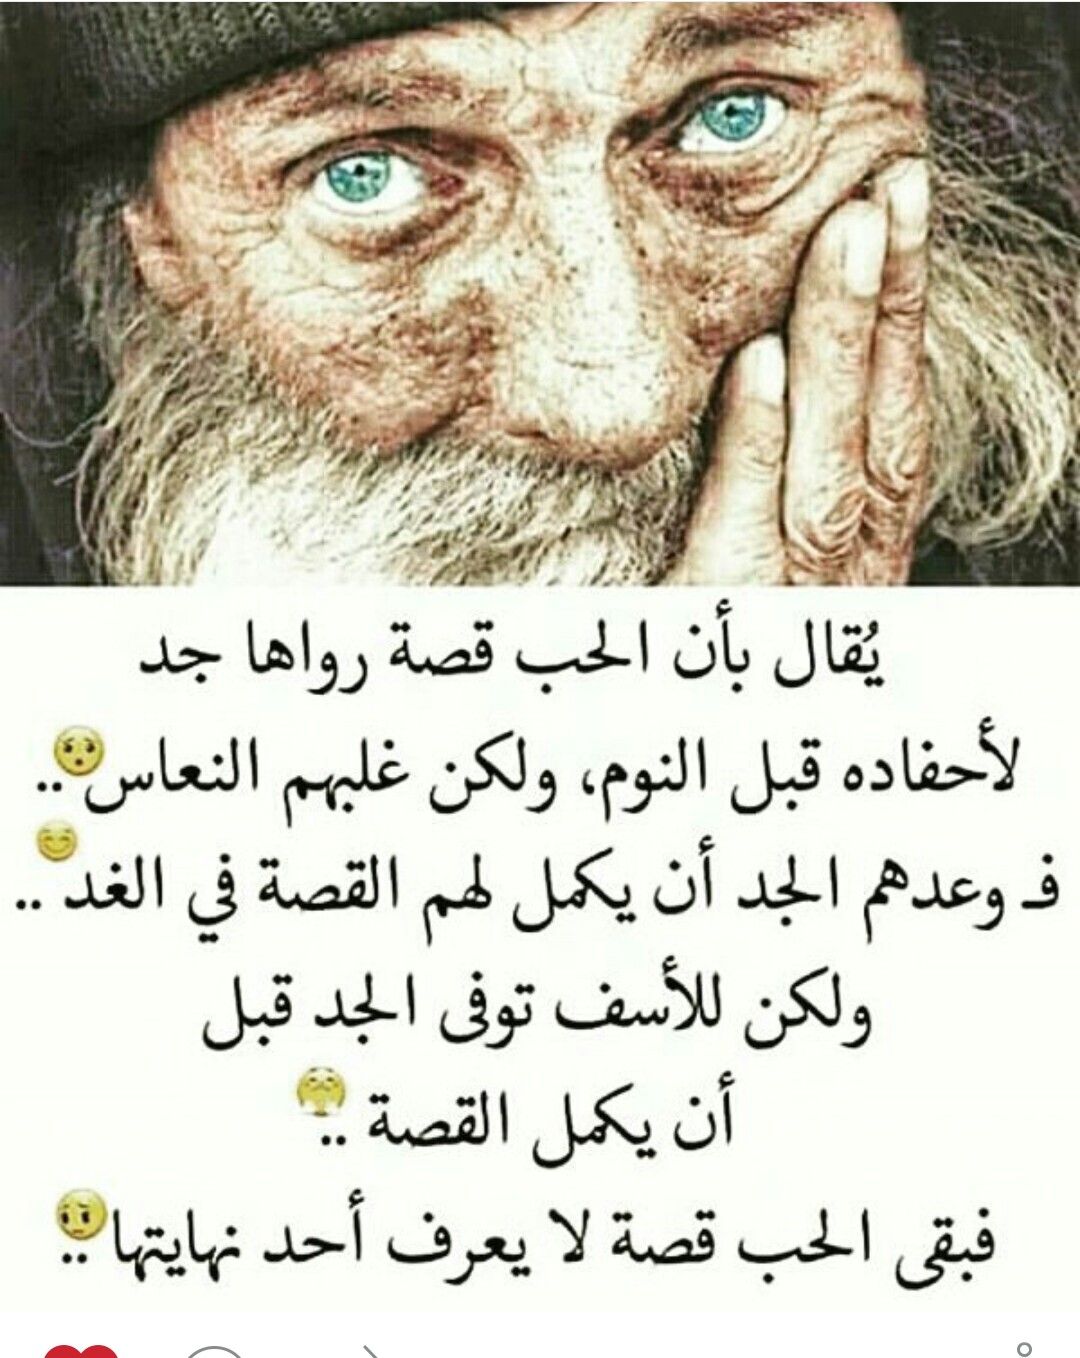 يُقال بأن الحب قصة رواها جد
لأحفاده قبل النوم، ولكن غلبهم النعاس😯..
فـ وعدهم الجد أن يكمل لهم القصة في الغد😊..
ولكن للأسف توفى الجد قبل
أن يكمل القصة😤..
فبقى الحب قصة لا يعرف أحد نهايتها😔..